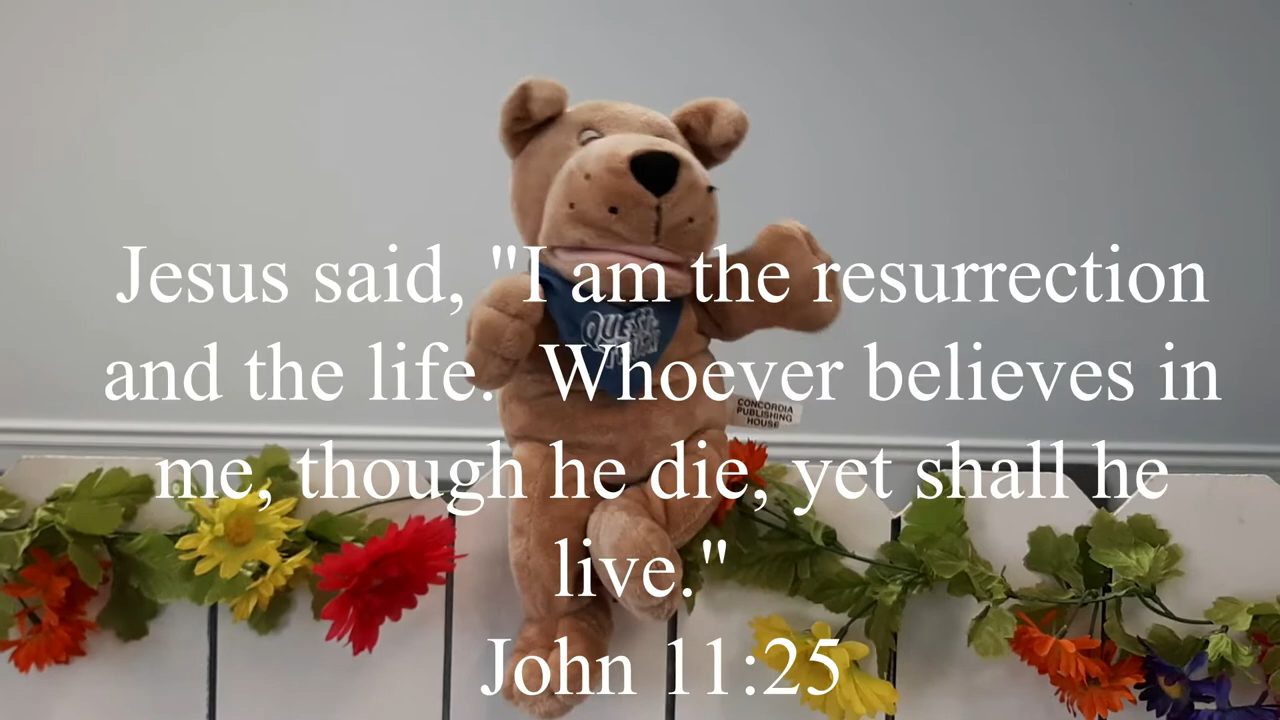 Jesus said, "I am the resurrection
and the life. Whoever believes in
me, though he die, yet shall he
live."
John 11:25
CONCORDIA
PUBLISHING
HOUSE